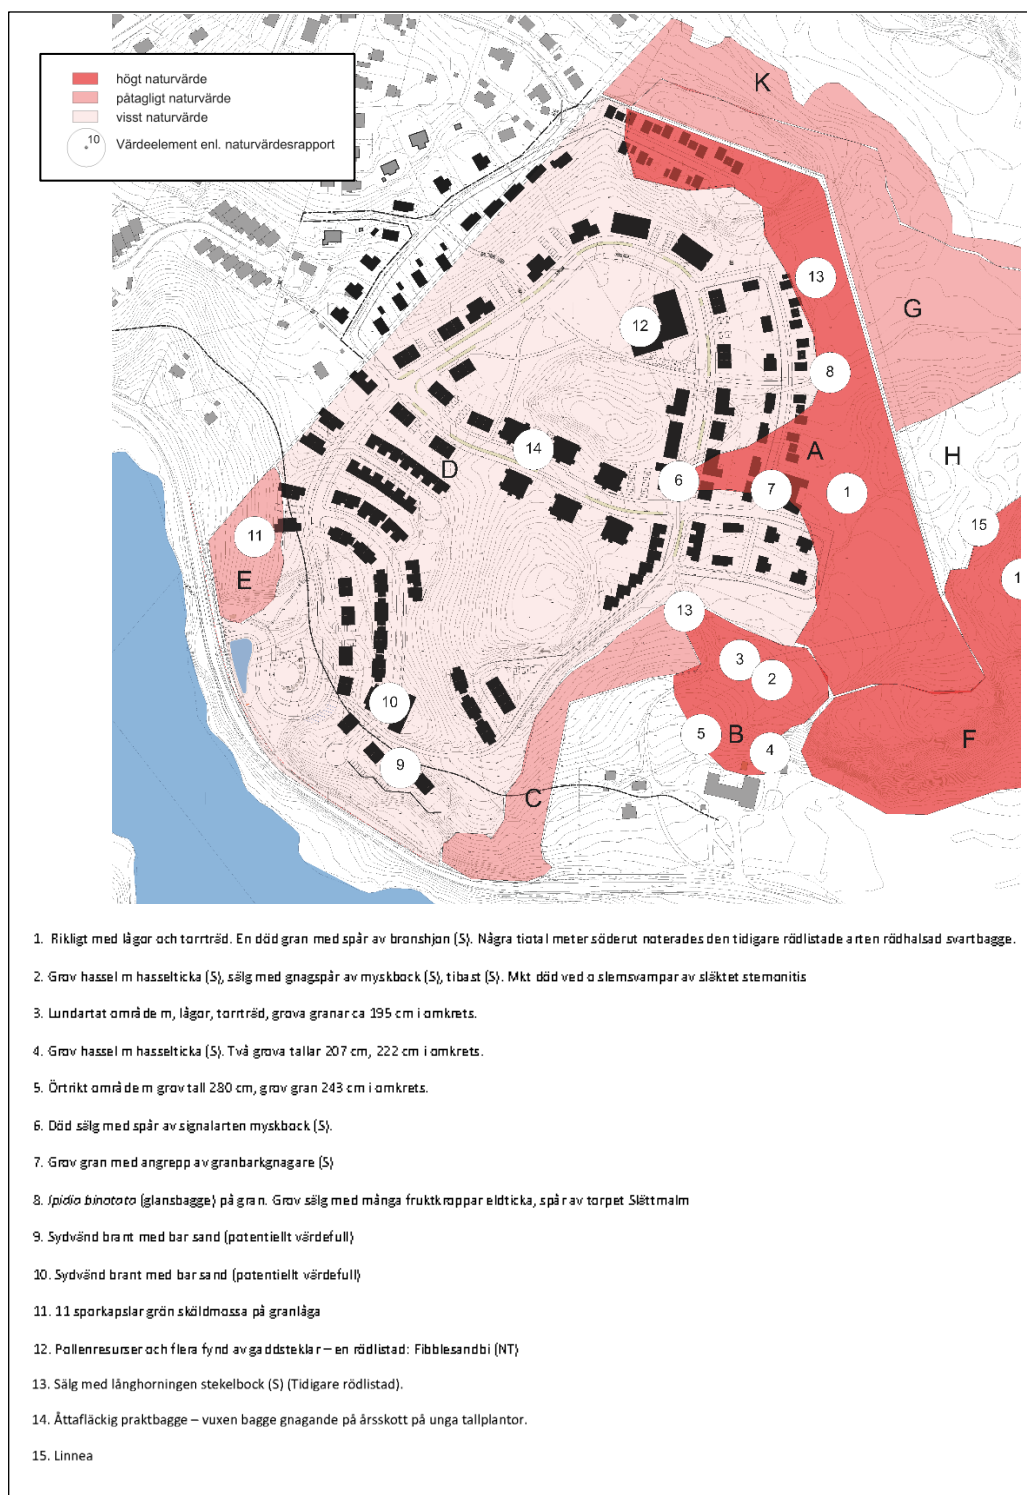 högt naturvärde
påtagligt naturvärde
visst naturvärde
10 Värdeelement enl. naturvärdesrapport
K
13
G
12
8
A
H
14
D
6
7
1
15
11
E
1
13
3
2
10
5
B
4
F
9
C
1. Rikligt med lågor och torrträd. En död gran med spår av bronshjon (S). Några tiotal meter söderut noterades den tidigare rödlistade arten rödhalsad svartbagge.
2. Grov hassel m hasselticka (S), sälg med gnagspår av myskbock (S), tibast (S). Mkt död ved o slemsvampar av släktet stemonitis
3. Lundartat område m, lågor, torrträd, grova granar ca 195 cm i omkrets.
4. Grov hassel m hasselticka (S). Två grova tallar 207 cm, 222 cm i omkrets.
5. Örtrikt område m grov tall 280 cm, grov gran 243 cm i omkrets.
6. Död sälg med spår av signalarten myskbock (S).
7. Grov gran med angrepp av granbarkgnagare (S)
8. Ipidia binotata (glansbagge) på gran. Grov sälg med många fruktkroppar eldticka, spår av torpet Slättmalm
9. Sydvänd brant med bar sand (potentiellt värdefull)
10. Sydvänd brant med bar sand (potentiellt värdefull)
11. 11 sporkapslar grön sköldmossa på granlåga
12. Pollenresurser och flera fynd av gaddsteklar – en rödlistad: Fibblesandbi (NT)
13. Sälg med långhorningen stekelbock (S) (Tidigare rödlistad).
14. Åttafläckig praktbagge – vuxen bagge gnagande på årsskott på unga tallplantor.
15. Linnea